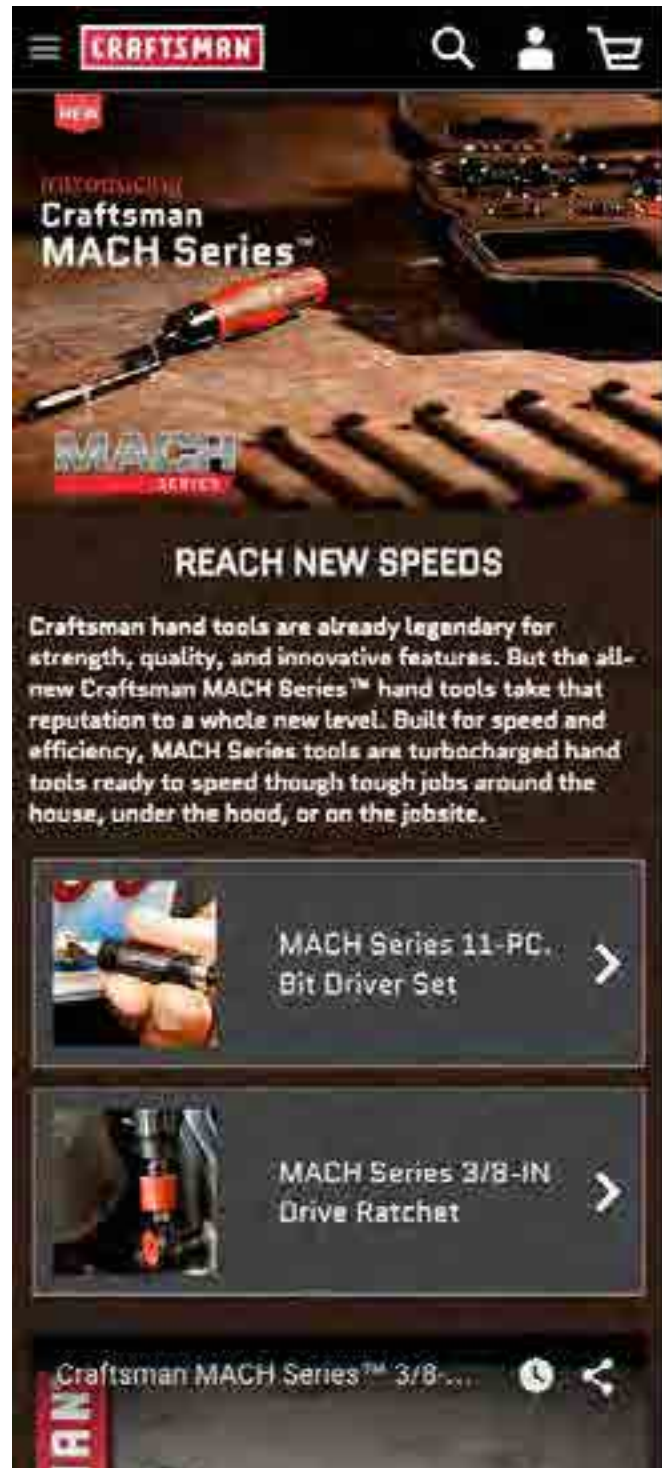 CRAFTSMAN
NEW
introducing
Craftsman
MACH Series™
MACH
SERIES
REACH NEW SPEEDS
Craftsman hand tools are already legendary for
strength, quality, and innovative features. But the all-
new Craftsman MACH Series™ hand tools take that
reputation to a whole new level. Built for speed and
efficiency, MACH Series tools are turbocharged hand
tools ready to speed though tough jobs around the
house, under the hood, or on the jobsite.
MACH Series 11-PC.
Bit Driver Set
MACH Series 3/8-IN
Drive Ratchet
Craftsman MACH Series™ 3/8-...
AN